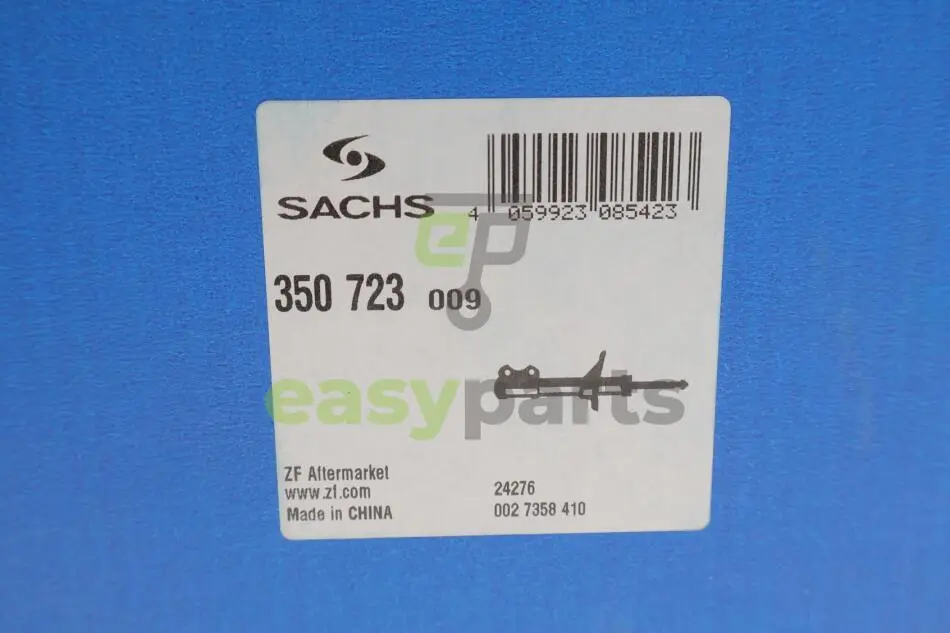 SACHS
4 059923 085423
ep
350 723 009
easyparts
ZF Aftermarket
www.zf.com
Made in CHINA
24276
002 7358 410